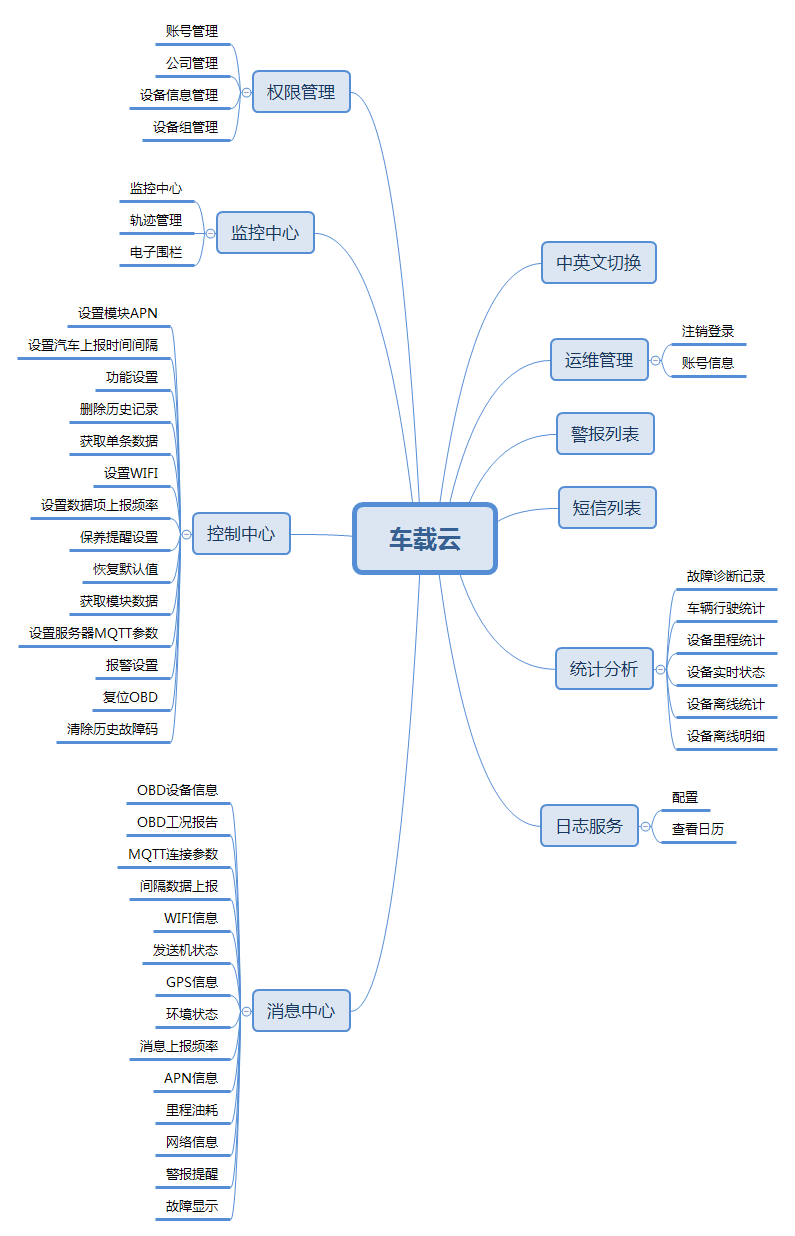 车载云
权限管理
账号管理
公司管理
设备信息管理
设备组管理
监控中心
监控中心
轨迹管理
电子围栏
控制中心
设置模块APN
设置汽车上报时间间隔
功能设置
删除历史记录
获取单条数据
设置WIFI
设置数据项上报频率
保养提醒设置
恢复默认值
获取模块数据
设置服务器MQTT参数
报警设置
复位OBD
清除历史故障码
消息中心
OBD设备信息
OBD工况报告
MQTT连接参数
间隔数据上报
WIFI信息
发送机状态
GPS信息
环境状态
消息上报频率
APN信息
里程油耗
网络信息
警报提醒
故障显示
中英文切换
运维管理
注销登录
账号信息
警报列表
短信列表
统计分析
故障诊断记录
车辆行驶统计
设备里程统计
设备实时状态
设备离线统计
设备离线明细
日志服务
配置
查看日历